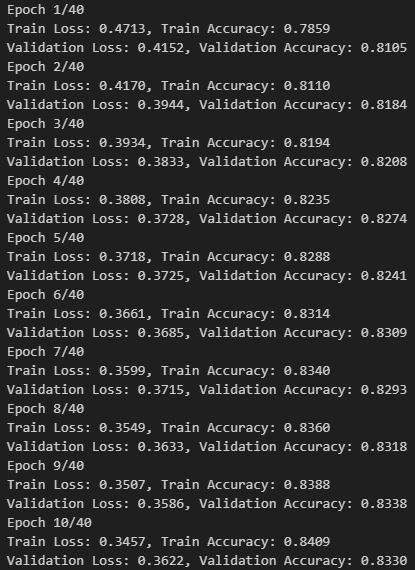 Epoch 1/40
Train Loss: 0.4713, Train Accuracy: 0.7859
Validation Loss: 0.4152, Validation Accuracy: 0.8105
Epoch 2/40
Train Loss: 0.4170, Train Accuracy: 0.8110
Validation Loss: 0.3944, Validation Accuracy: 0.8184
Epoch 3/40
Train Loss: 0.3934, Train Accuracy: 0.8194
Validation Loss: 0.3833, Validation Accuracy: 0.8208
Epoch 4/40
Train Loss: 0.3808, Train Accuracy: 0.8235
Validation Loss: 0.3728, Validation Accuracy: 0.8274
Epoch 5/40
Train Loss: 0.3718, Train Accuracy: 0.8288
Validation Loss: 0.3725, Validation Accuracy: 0.8241
Epoch 6/40
Train Loss: 0.3661, Train Accuracy: 0.8314
Validation Loss: 0.3685, Validation Accuracy: 0.8309
Epoch 7/40
Train Loss: 0.3599, Train Accuracy: 0.8340
Validation Loss: 0.3715, Validation Accuracy: 0.8293
Epoch 8/40
Train Loss: 0.3549, Train Accuracy: 0.8360
Validation Loss: 0.3633, Validation Accuracy: 0.8318
Epoch 9/40
Train Loss: 0.3507, Train Accuracy: 0.8388
Validation Loss: 0.3586, Validation Accuracy: 0.8338
Epoch 10/40
Train Loss: 0.3457, Train Accuracy: 0.8409
Validation Loss: 0.3622, Validation Accuracy: 0.8330